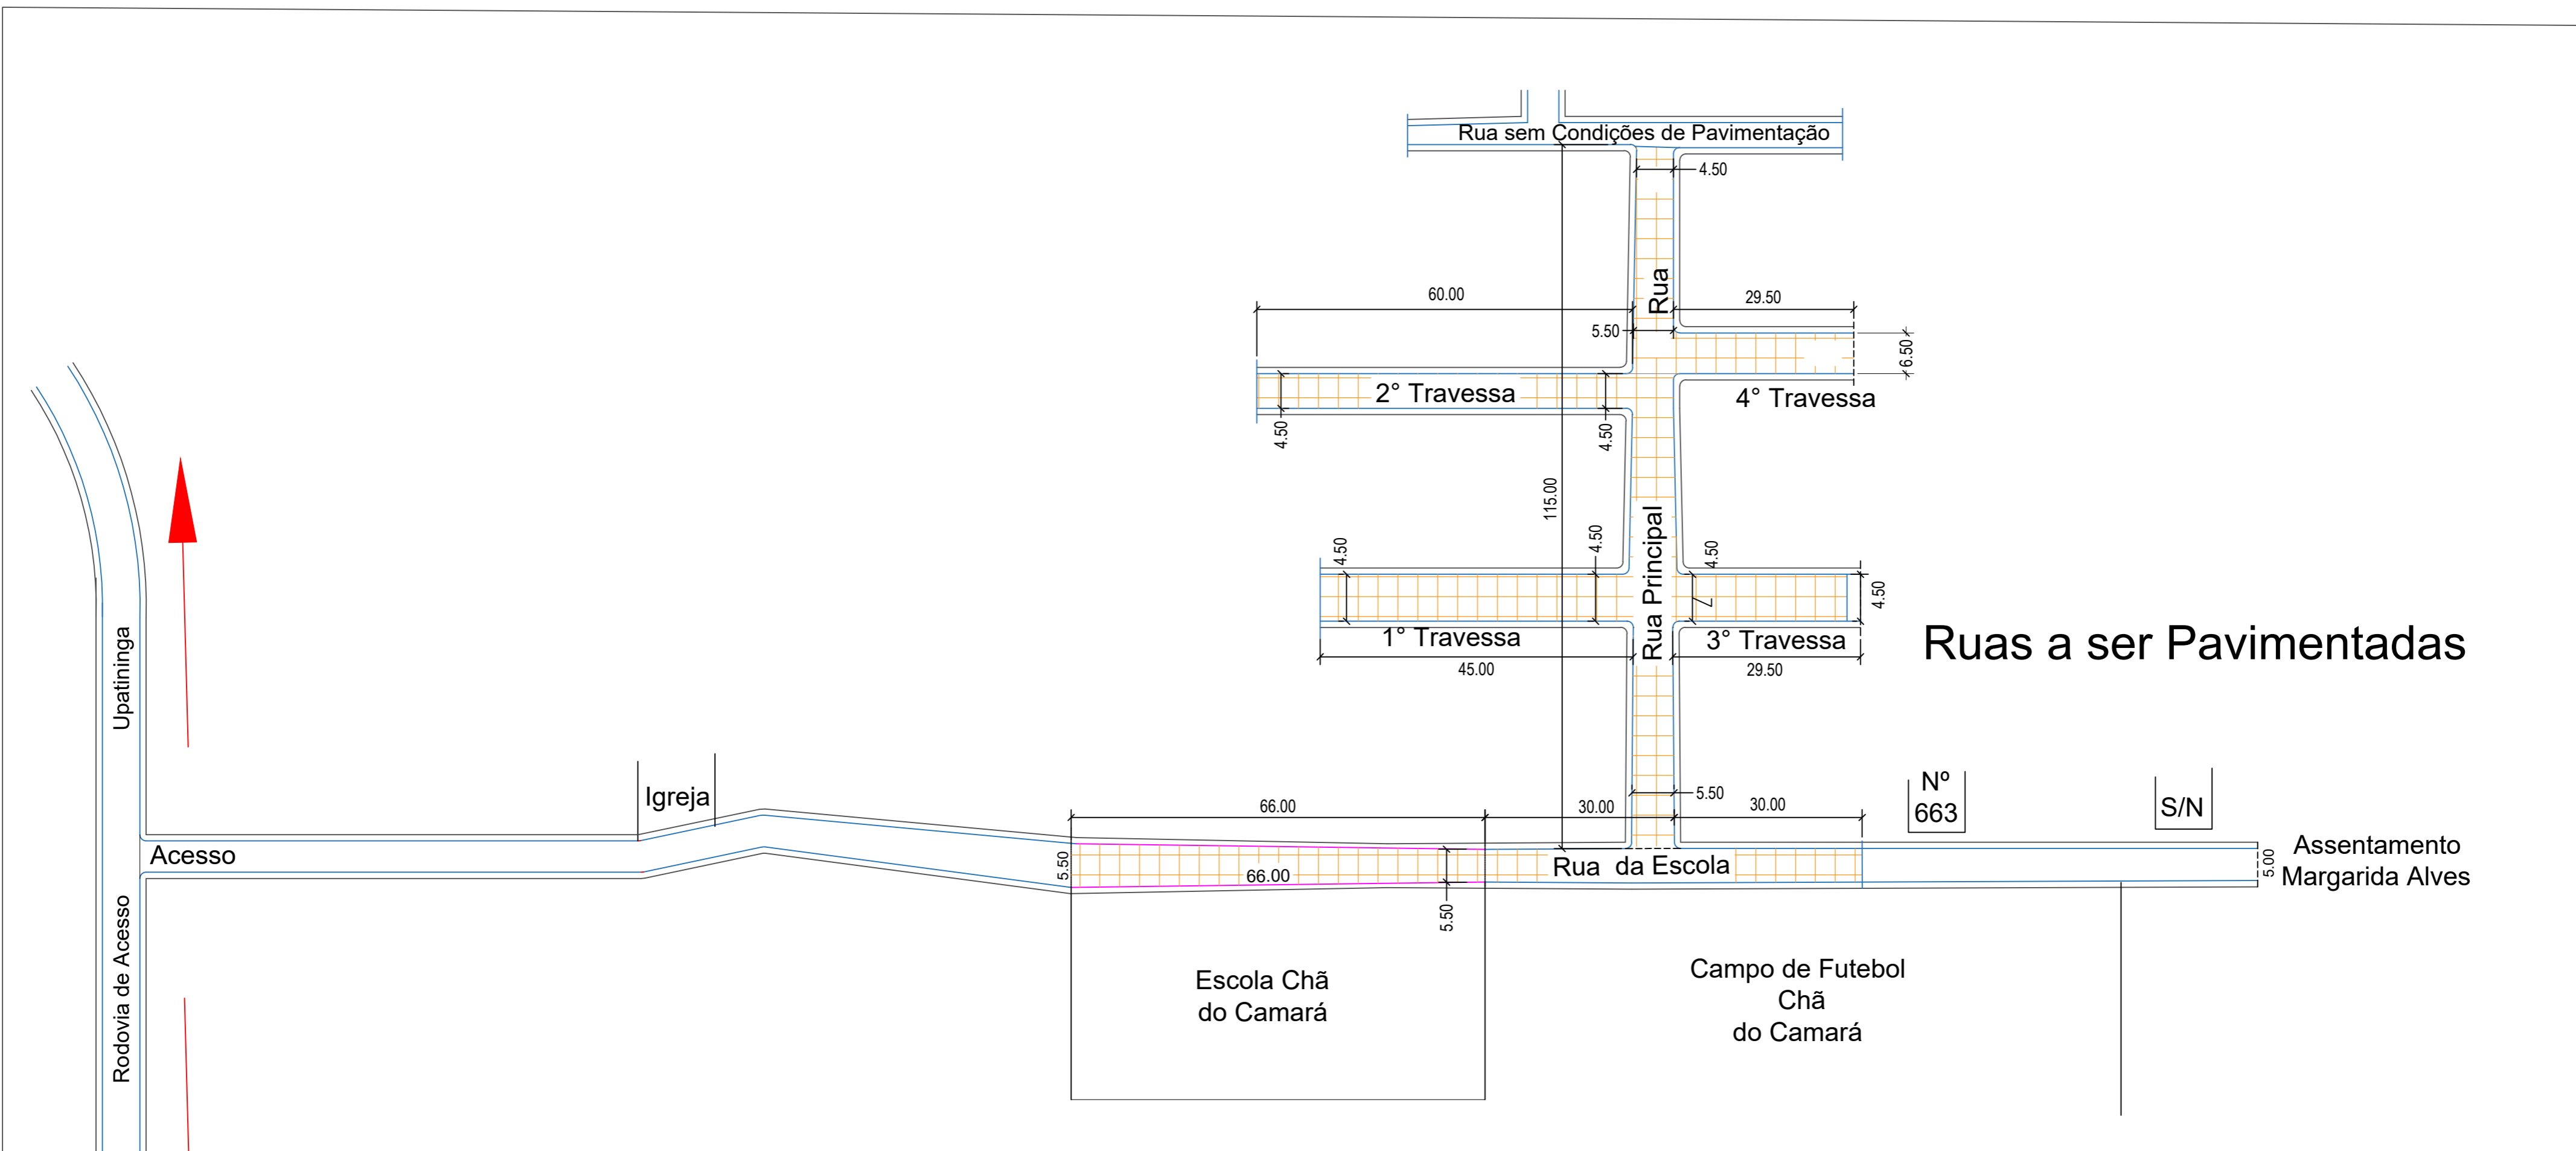 Rua sem Condições de Pavimentação
4.50
Rua
60.00
29.50
5.50
6.50
2° Travessa
4° Travessa
4.50
4.50
115.00
Rua Principal
4.50
4.50
4.50
7
4.50
1° Travessa
3° Travessa
45.00
29.50
Ruas a ser Pavimentadas
Upatininga
Igreja
66.00
30.00
5.50
30.00
Nº
663
S/N
Acesso
5.50
66.00
Rua da Escola
5.00
Assentamento
Margarida Alves
5.50
Rodovia de Acesso
Escola Chã
do Camará
Campo de Futebol
Chã
do Camará